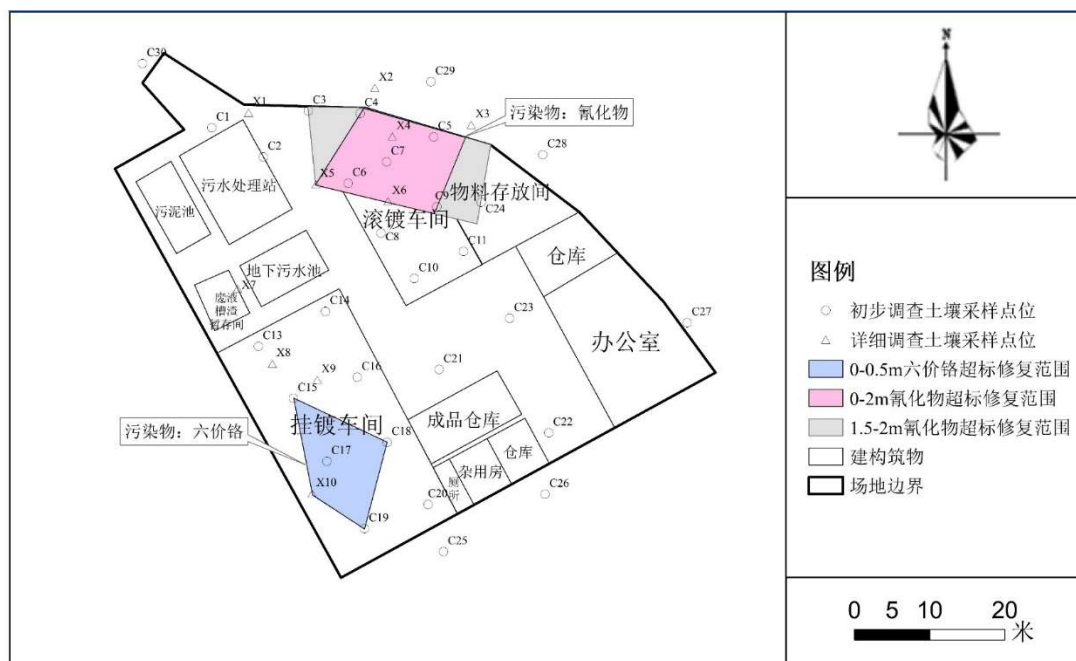 N
C30
X2
C29
X1
C3
C4
污染物：氰化物
C1
C5
X3
X4
C2
C7
C28
污水处理站
X5
C6
物料存放间
污泥池
X6
C9
C24
滚镀车间
C8
C11
仓库
地下污水池
C10
X7
废液
槽渣
暂存间
C14
C23
C27
办公室
C13
X8
C21
X9
C16
C15
挂镀车间
成品仓库
污染物：六价铬
C18
C22
C17
仓库
杂用房
厕所
X10
C20
C26
C19
C25
图例
初步调查土壤采样点位
详细调查土壤采样点位
0-0.5m六价铬超标修复范围
0-2m氰化物超标修复范围
1.5-2m氰化物超标修复范围
建构筑物
场地边界
0 5 10 20
米